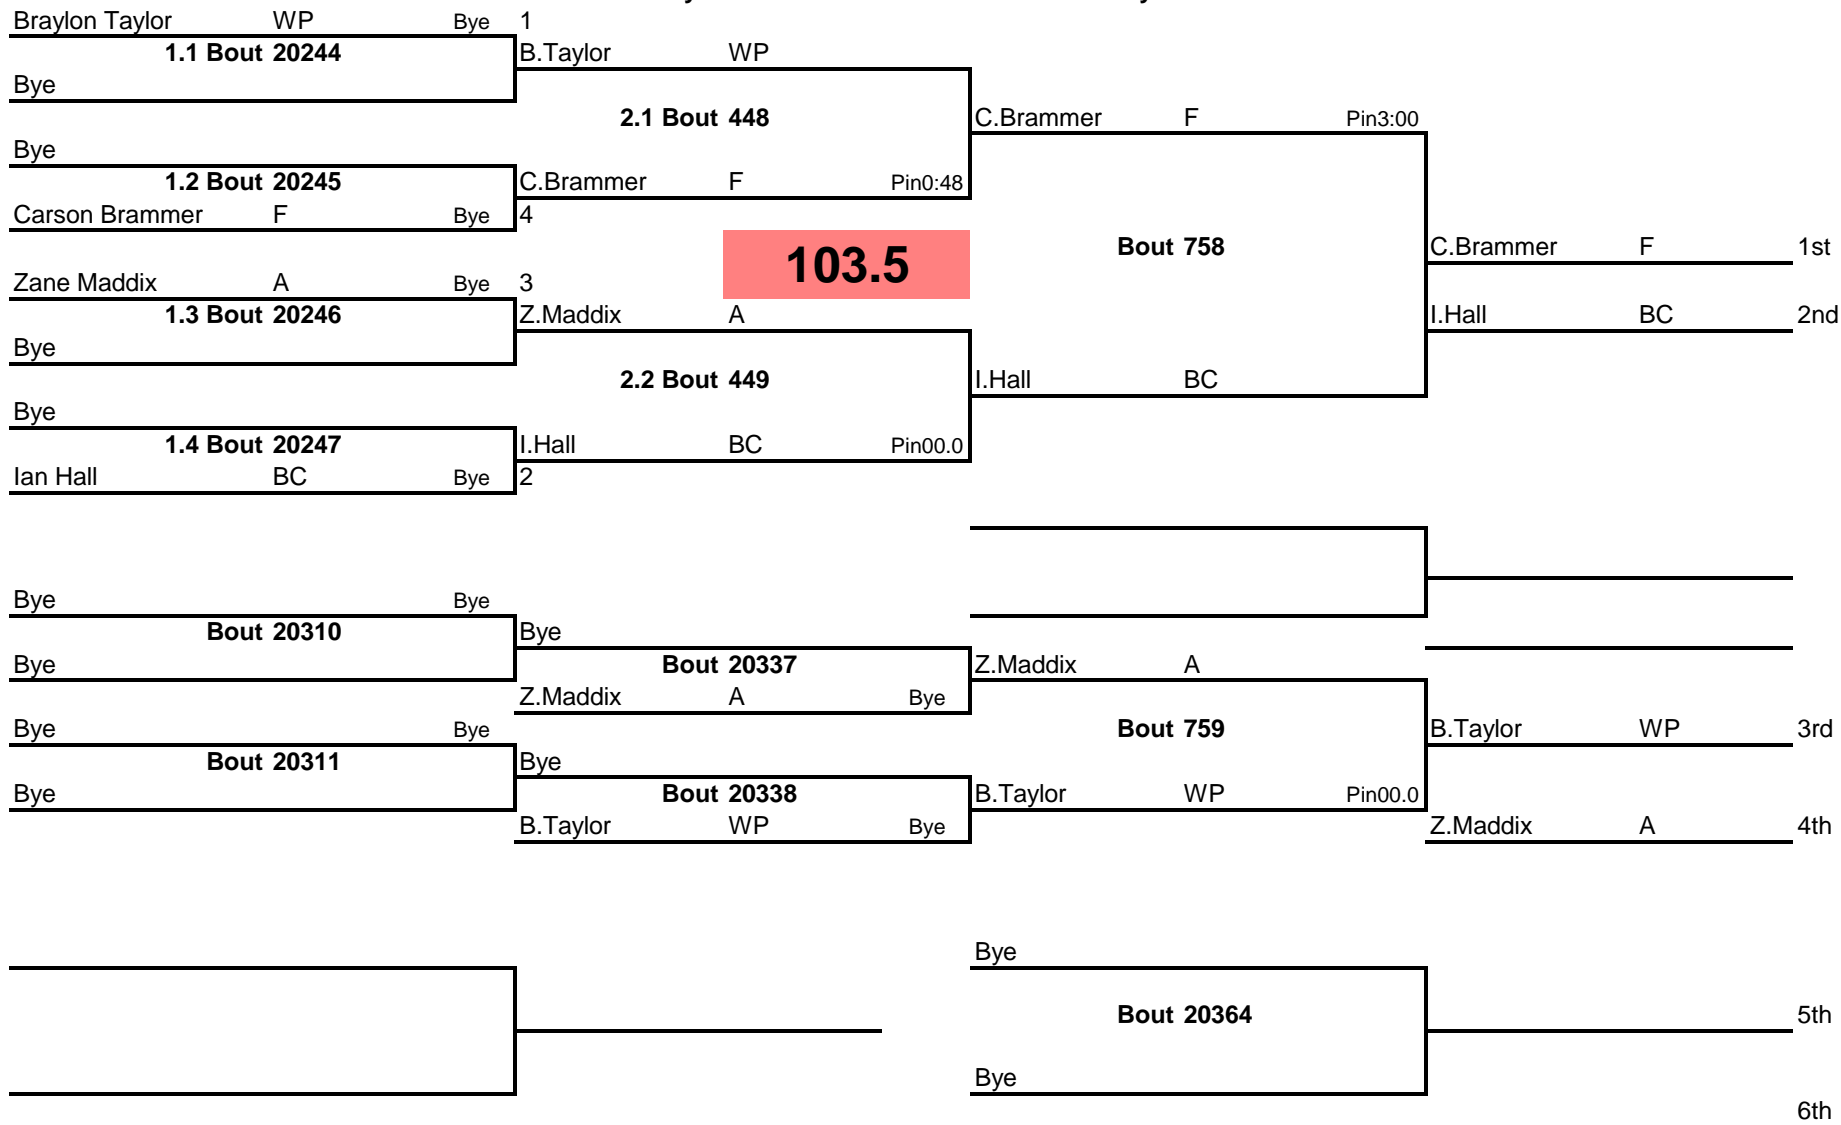 Braylon Taylor WP Bye 1
1.1 Bout 20244 B.Taylor WP
Bye
2.1 Bout 448 C.Brammer F Pin3:00
Bye
1.2 Bout 20245 C.Brammer F Pin0:48
Carson Brammer F Bye 4
103.5 Bout 758 C.Brammer F 1st
Zane Maddix A Bye 3
1.3 Bout 20246 Z.Maddix A I.Hall BC 2nd
Bye
2.2 Bout 449 I.Hall BC
Bye
1.4 Bout 20247 I.Hall BC Pin00.0
Ian Hall BC Bye 2
Bye Bye
Bout 20310 Bye
Bye Bout 20337 Z.Maddix A
Z.Maddix A Bye
Bye Bye Bout 759 B.Taylor WP 3rd
Bout 20311 Bye
Bye Bout 20338 B.Taylor WP Pin00.0
B.Taylor WP Bye Z.Maddix A 4th
Bye
Bout 20364 5th
Bye
6th